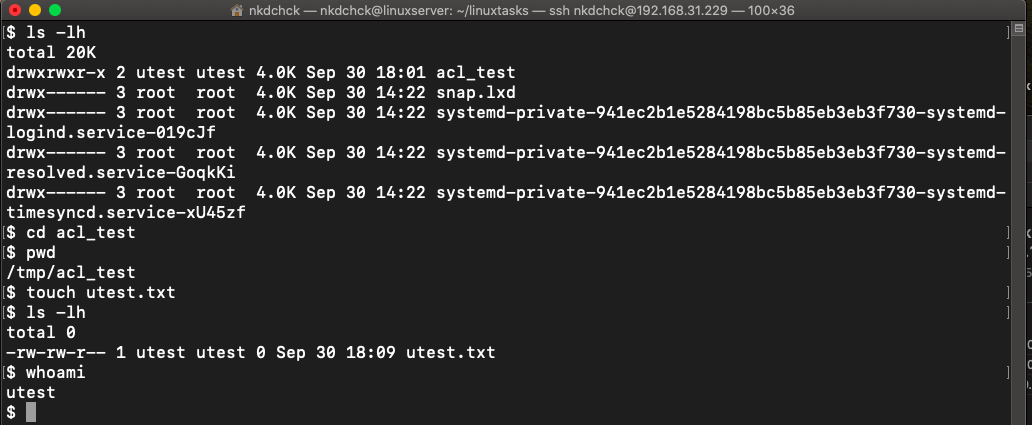 nkdchck — nkdchck@linuxserver: ~/linuxtasks — ssh nkdchck@192.168.31.229 — 100×36
[$ ls -lh ]
total 20K
drwxrwxr-x 2 utest utest 4.0K Sep 30 18:01 acl_test
drwx------ 3 root  root  4.0K Sep 30 14:22 snap.lxd
drwx------ 3 root  root  4.0K Sep 30 14:22 systemd-private-941ec2b1e5284198bc5b85eb3eb3f730-systemd-
logind.service-019cJf
drwx------ 3 root  root  4.0K Sep 30 14:22 systemd-private-941ec2b1e5284198bc5b85eb3eb3f730-systemd-
resolved.service-GoqkKi
drwx------ 3 root  root  4.0K Sep 30 14:22 systemd-private-941ec2b1e5284198bc5b85eb3eb3f730-systemd-
timesyncd.service-xU45zf
[$ cd acl_test ]
[$ pwd ]
/tmp/acl_test
[$ touch utest.txt ]
[$ ls -lh ]
total 0
-rw-rw-r-- 1 utest utest 0 Sep 30 18:09 utest.txt
[$ whoami ]
utest
$